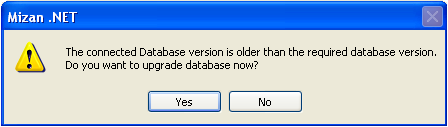 Mizan .NET
The connected Database version is older than the required database version.
Do you want to upgrade database now?
Yes
No